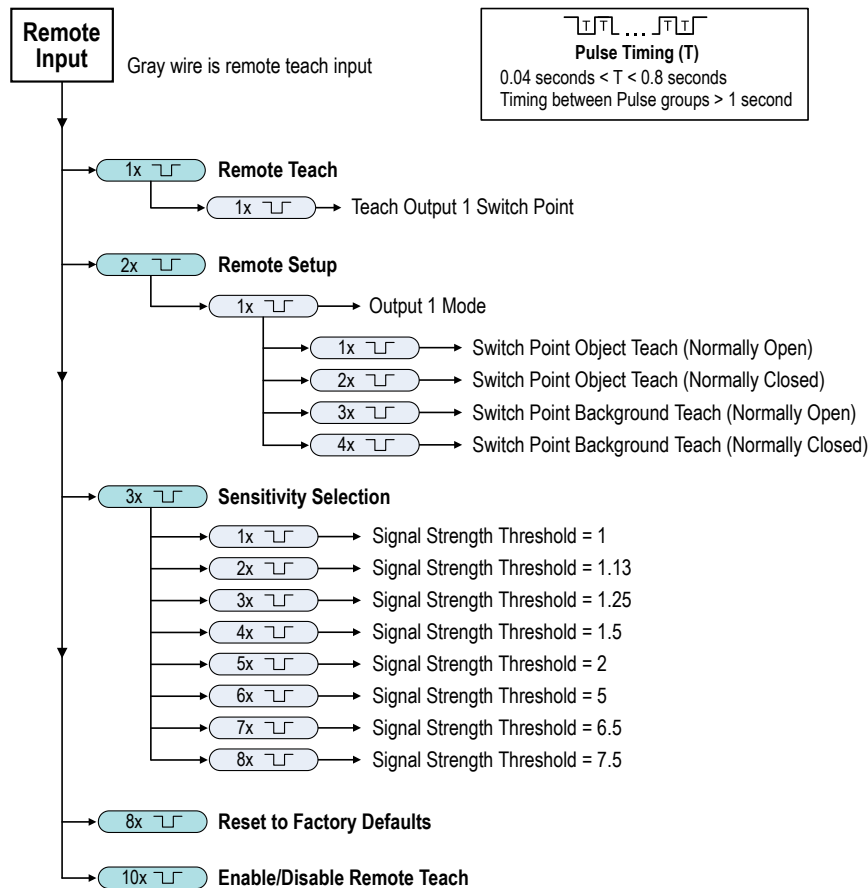 Remote
Input
Gray wire is remote teach input
T T ... T T
Pulse Timing (T)
0.04 seconds < T < 0.8 seconds
Timing between Pulse groups > 1 second
1x Remote Teach
1x Teach Output 1 Switch Point
2x Remote Setup
1x Output 1 Mode
1x Switch Point Object Teach (Normally Open)
2x Switch Point Object Teach (Normally Closed)
3x Switch Point Background Teach (Normally Open)
4x Switch Point Background Teach (Normally Closed)
3x Sensitivity Selection
1x Signal Strength Threshold = 1
2x Signal Strength Threshold = 1.13
3x Signal Strength Threshold = 1.25
4x Signal Strength Threshold = 1.5
5x Signal Strength Threshold = 2
6x Signal Strength Threshold = 5
7x Signal Strength Threshold = 6.5
8x Signal Strength Threshold = 7.5
8x Reset to Factory Defaults
10x Enable/Disable Remote Teach